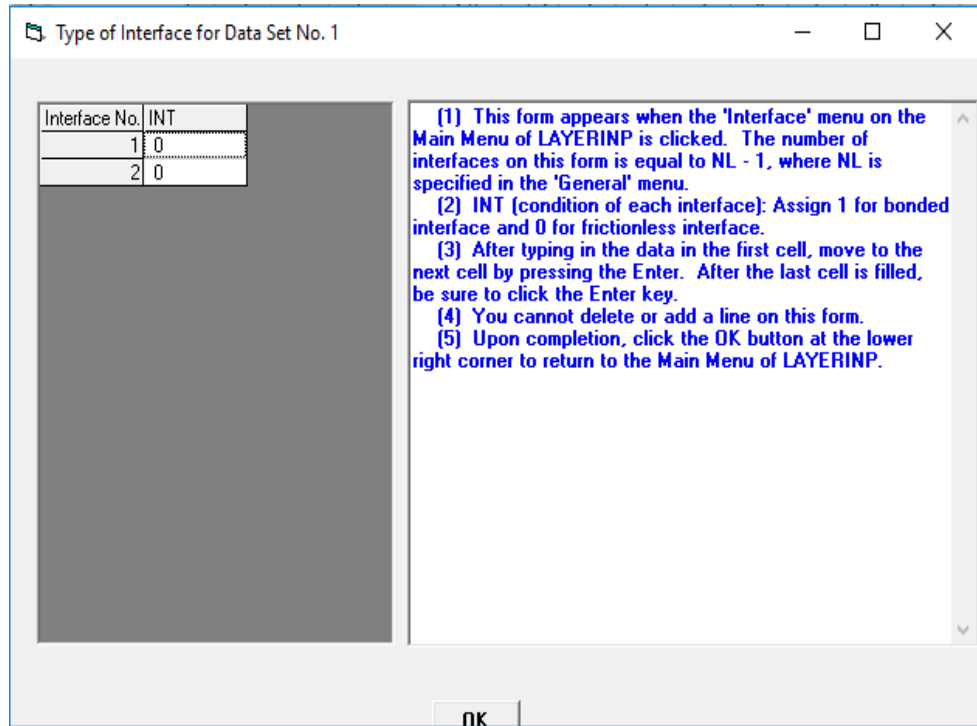 Type of Interface for Data Set No. 1
Interface No. INT
1 0
2 0
(1) This form appears when the 'Interface' menu on the
Main Menu of LAYERINP is clicked. The number of
interfaces on this form is equal to NL - 1, where NL is
specified in the 'General' menu.
(2) INT (condition of each interface): Assign 1 for bonded
interface and 0 for frictionless interface.
(3) After typing in the data in the first cell, move to the
next cell by pressing the Enter. After the last cell is filled,
be sure to click the Enter key.
(4) You cannot delete or add a line on this form.
(5) Upon completion, click the OK button at the lower
right corner to return to the Main Menu of LAYERINP.
OK